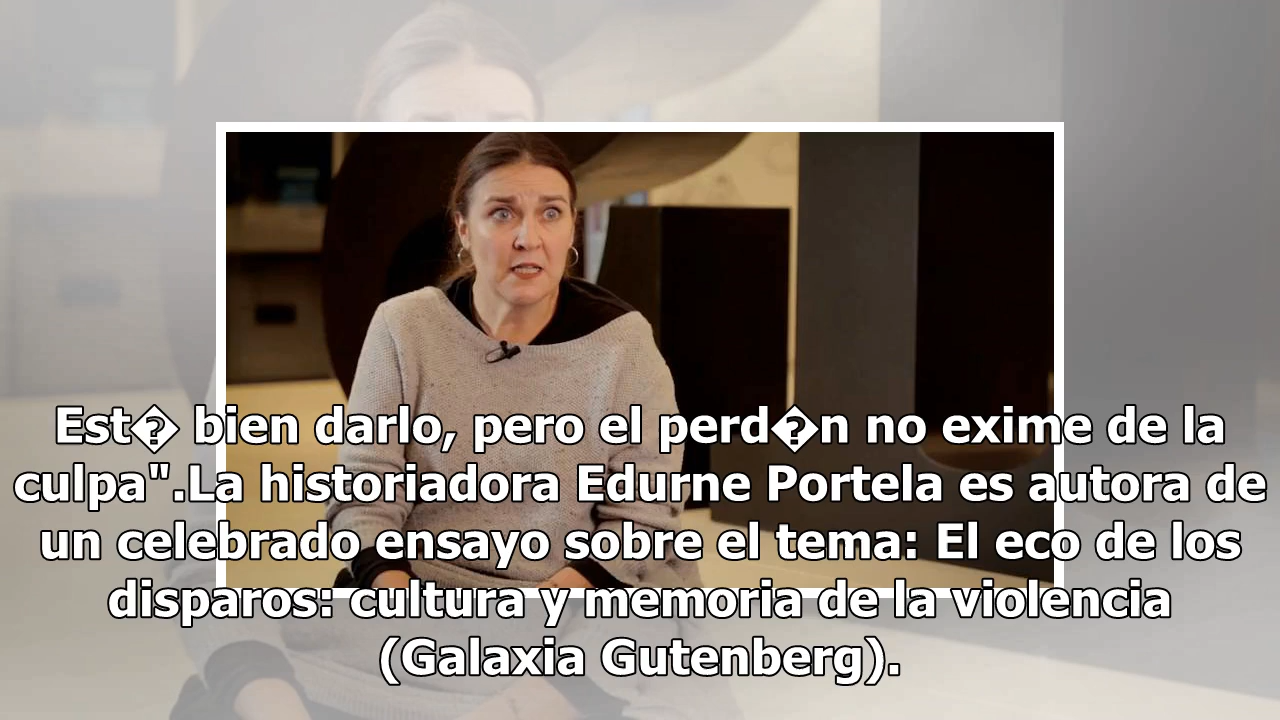 Est� bien darlo, pero el perd�n no exime de la
culpa".La historiadora Edurne Portela es autora de
un celebrado ensayo sobre el tema: El eco de los
disparos: cultura y memoria de la violencia
(Galaxia Gutenberg).